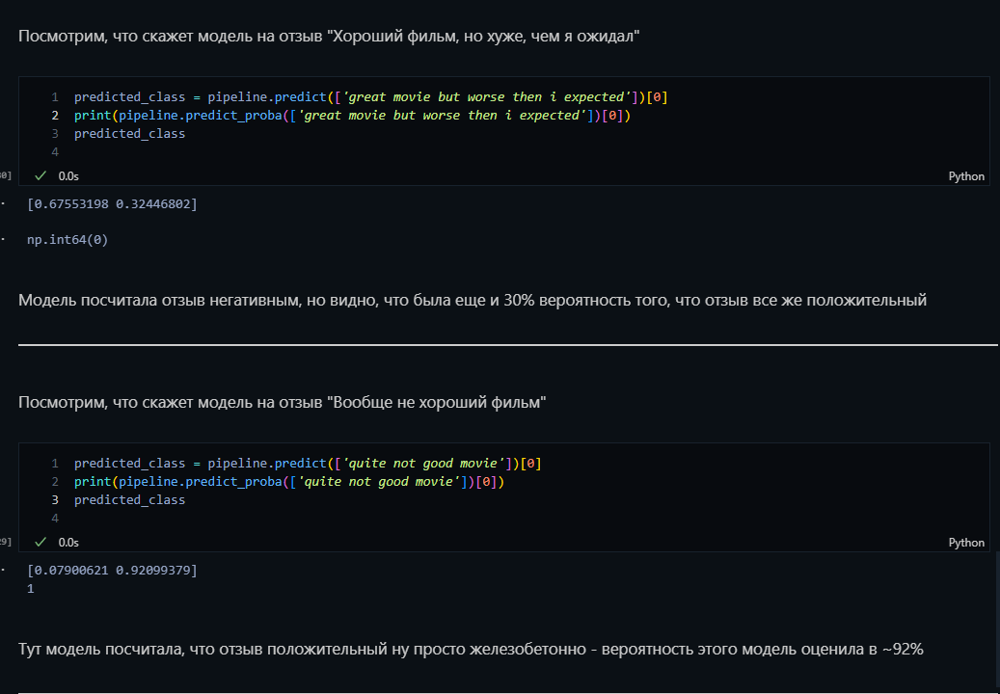 Посмотрим, что скажет модель на отзыв "Хороший фильм, но хуже, чем я ожидал"
1 predicted_class = pipeline.predict(['great movie but worse then i expected'])[0]
2 print(pipeline.predict_proba(['great movie but worse then i expected'])[0])
3 predicted_class
4
0] ✓ 0.0s Python
[0.67553198 0.32446802]
np.int64(0)
Модель посчитала отзыв негативным, но видно, что была еще и 30% вероятность того, что отзыв все же положительный
Посмотрим, что скажет модель на отзыв "Вообще не хороший фильм"
1 predicted_class = pipeline.predict(['quite not good movie'])[0]
2 print(pipeline.predict_proba(['quite not good movie'])[0])
3 predicted_class
4
9] ✓ 0.0s Python
[0.07900621 0.92099379]
1
Тут модель посчитала, что отзыв положительный ну просто железобетонно - вероятность этого модель оценила в ~92%